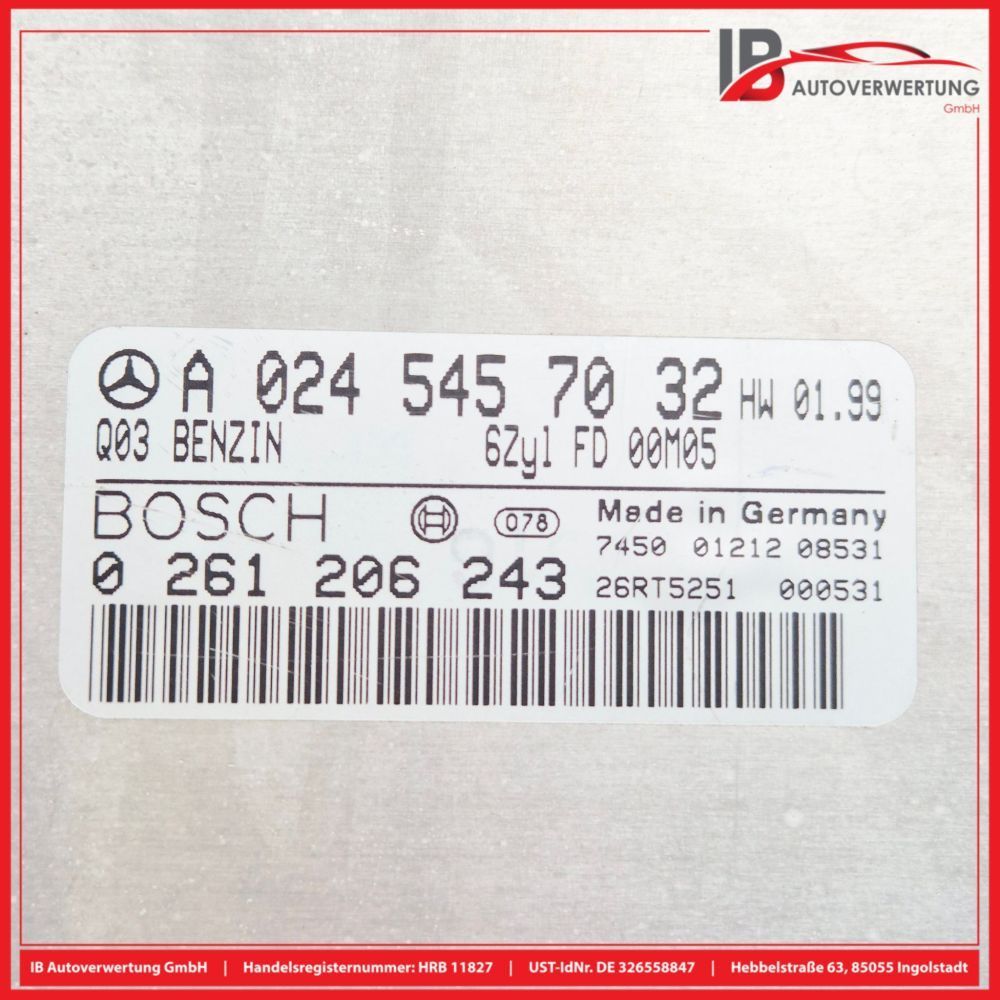 IB
AUTOVERWERTUNG
GmbH
A 024 545 70 32 HW 01.99
Q03 BENZIN 6Zyl FD 00M05
BOSCH H 078 Made in Germany
7450 01212 08531
0 261 206 243 26RT5251 000531
IB Autoverwertung GmbH | Handelsregisternummer: HRB 11827 | UST-IdNr. DE 326558847 | Hebbelstraße 63, 85055 Ingolstadt